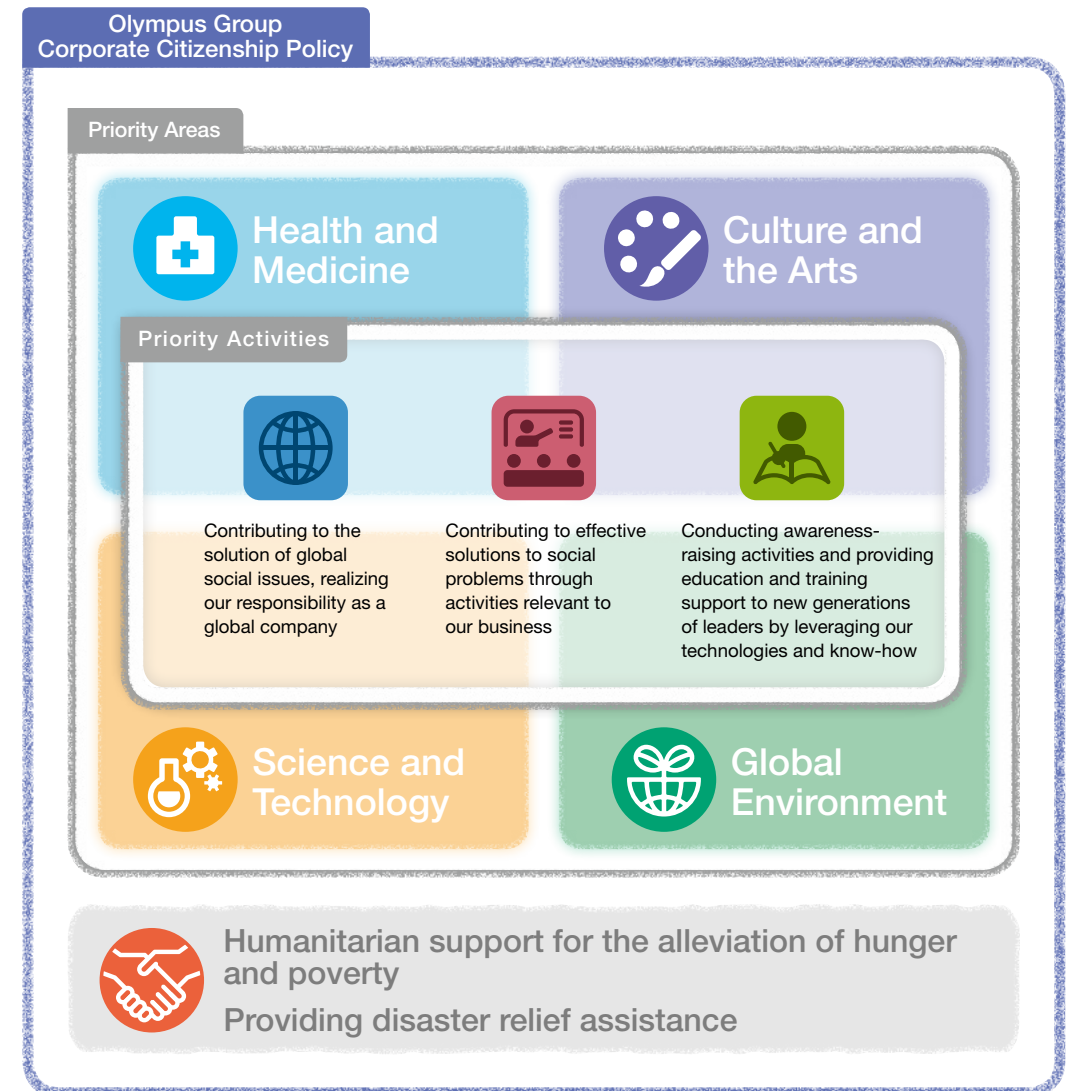 Olympus Group
Corporate Citizenship Policy
Priority Areas
Health and
Medicine
Culture and
the Arts
Priority Activities
Contributing to the
solution of global
social issues, realizing
our responsibility as a
global company
Contributing to effective
solutions to social
problems through
activities relevant to
our business
Conducting awareness-
raising activities and providing
education and training
support to new generations
of leaders by leveraging our
technologies and know-how
Science and
Technology
Global
Environment
Humanitarian support for the alleviation of hunger
and poverty
Providing disaster relief assistance